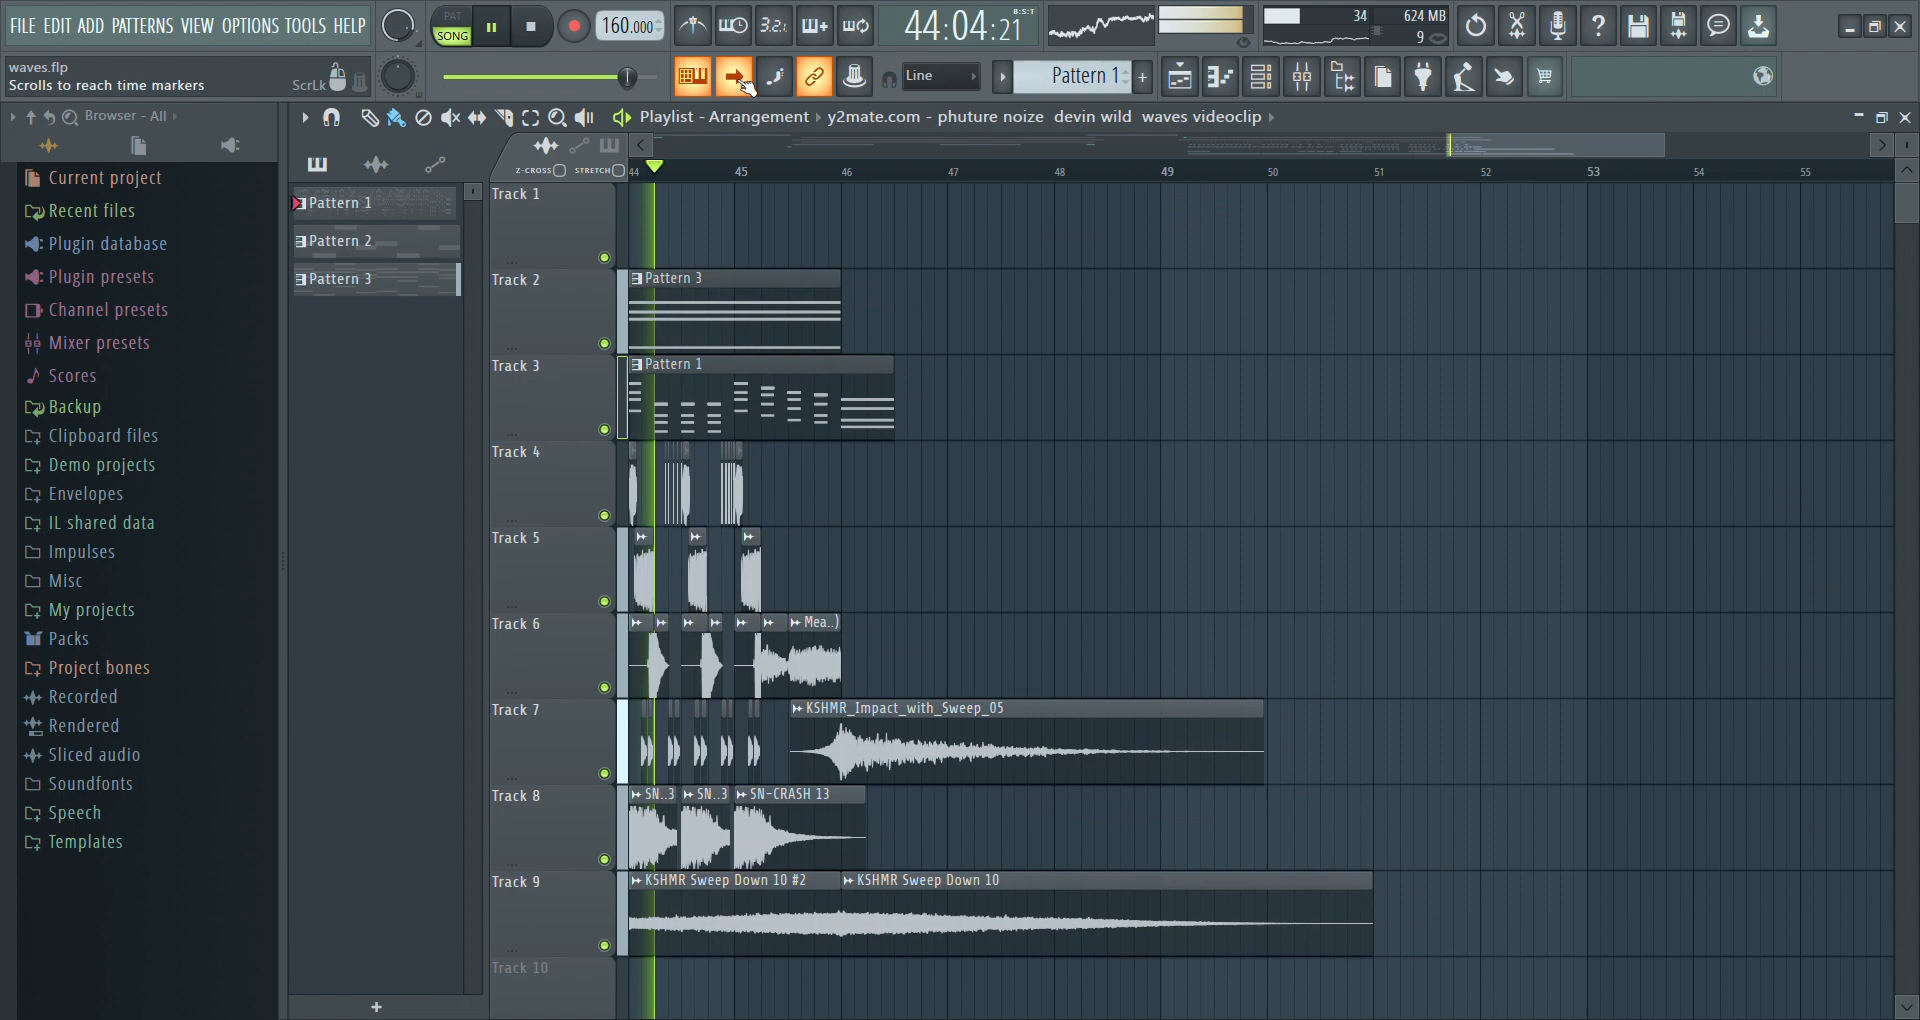 FILE EDIT ADD PATTERNS VIEW OPTIONS TOOLS HELP
PAT
SONG
160.000
3.2.1
44:04:21
B:S:T
34
624 MB
9
waves.flp
Scrolls to reach time markers
ScrLk
Line
Pattern 1
+
Browser - All
Playlist - Arrangement › y2mate.com - phuture noize devin wild waves videoclip
Z-CROSS
STRETCH
44 45 46 47 48 49 50 51 52 53 54 55
Current project
Recent files
Plugin database
Plugin presets
Channel presets
Mixer presets
Scores
Backup
Clipboard files
Demo projects
Envelopes
IL shared data
Impulses
Misc
My projects
Packs
Project bones
Recorded
Rendered
Sliced audio
Soundfonts
Speech
Templates
Pattern 1
Pattern 2
Pattern 3
+
Track 1
Track 2
Pattern 3
Track 3
Pattern 1
Track 4
Track 5
Track 6
Mea..)
Track 7
KSHMR_Impact_with_Sweep_05
Track 8
SN..3
SN..3
SN-CRASH 13
Track 9
KSHMR Sweep Down 10 #2
KSHMR Sweep Down 10
Track 10